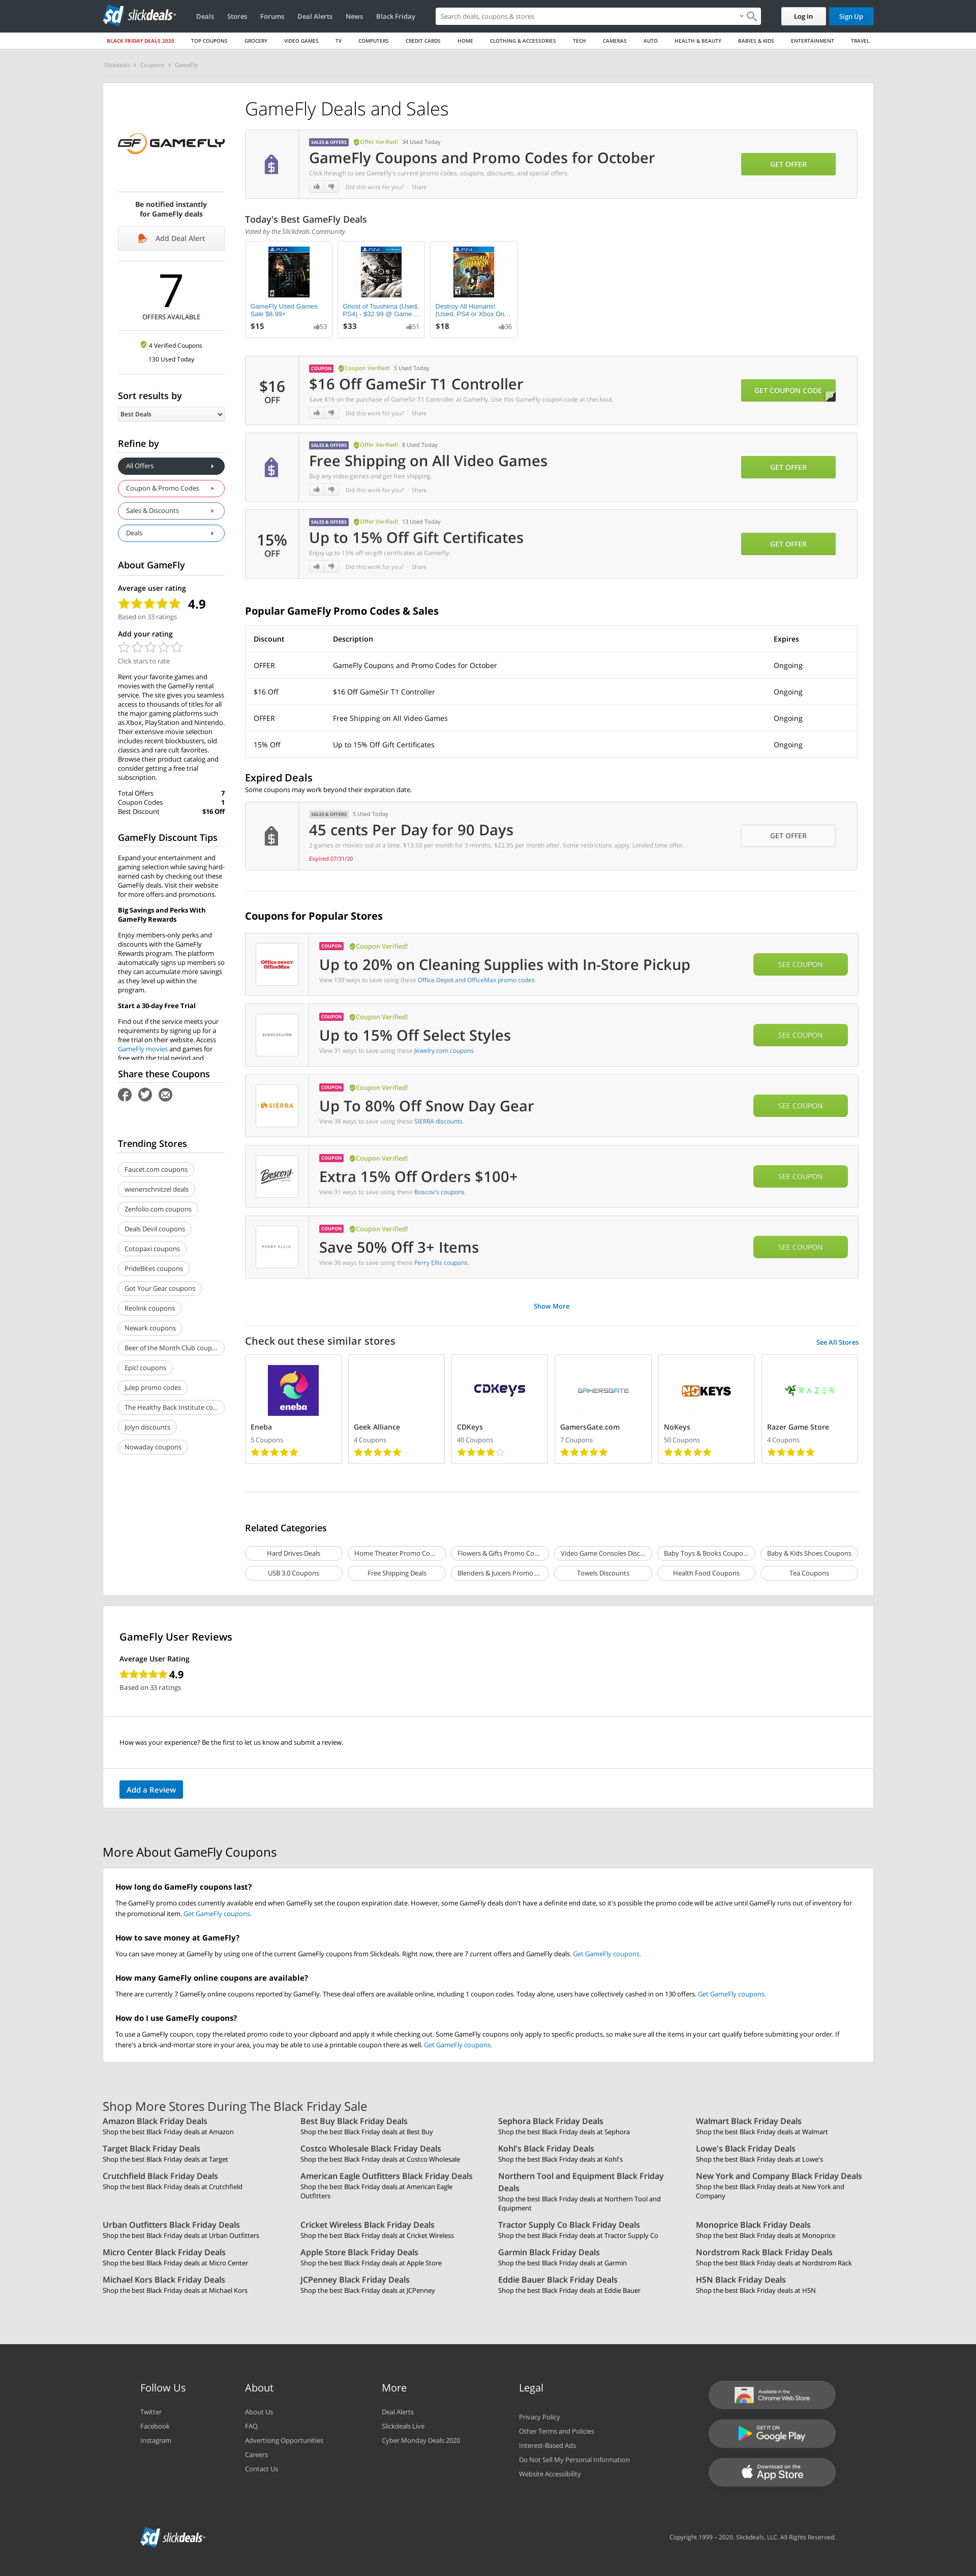 slickdeals
Deals Stores Forums Deal Alerts News Black Friday
Search deals, coupons & stores
Log In Sign Up
BLACK FRIDAY DEALS 2020 TOP COUPONS GROCERY VIDEO GAMES TV COMPUTERS CREDIT CARDS HOME CLOTHING & ACCESSORIES TECH CAMERAS AUTO HEALTH & BEAUTY BABIES & KIDS ENTERTAINMENT TRAVEL
Slickdeals > Coupons > GameFly
GAMEFLY
Be notified instantly
for GameFly deals
Add Deal Alert
7
OFFERS AVAILABLE
4 Verified Coupons
130 Used Today
Sort results by
Best Deals
Refine by
All Offers
Coupon & Promo Codes
Sales & Discounts
Deals
About GameFly
Average user rating
4.9
Based on 33 ratings
Add your rating
Click stars to rate
Rent your favorite games and
movies with the GameFly rental
service. The site gives you seamless
access to thousands of titles for all
the major gaming platforms such
as Xbox, PlayStation and Nintendo.
Their extensive movie selection
includes recent blockbusters, old
classics and rare cult favorites.
Browse their product catalog and
consider getting a free trial
subscription.
Total Offers 7
Coupon Codes 1
Best Discount $16 Off
GameFly Discount Tips
Expand your entertainment and
gaming selection while saving hard-
earned cash by checking out these
GameFly deals. Visit their website
for more offers and promotions.
Big Savings and Perks With
GameFly Rewards
Enjoy members-only perks and
discounts with the GameFly
Rewards program. The platform
automatically signs up members so
they can accumulate more savings
as they level up within the
program.
Start a 30-day Free Trial
Find out if the service meets your
requirements by signing up for a
free trial on their website. Access
GameFly movies and games for
free with the trial period and
Share these Coupons
Trending Stores
Faucet.com coupons
wienerschnitzel deals
Zenfolio.com coupons
Deals Devil coupons
Cotopaxi coupons
PrideBites coupons
Got Your Gear coupons
Reolink coupons
Newark coupons
Beer of the Month Club coup...
Epic! coupons
Julep promo codes
The Healthy Back Institute co...
Jolyn discounts
Nowaday coupons
GameFly Deals and Sales
SALES & OFFERS Offer Verified! 34 Used Today
GameFly Coupons and Promo Codes for October
Click through to see GameFly's current promo codes, coupons, discounts, and special offers.
Did this work for you? · Share
GET OFFER
Today's Best GameFly Deals
Voted by the Slickdeals Community
GameFly Used Games
Sale $8.99+
$15 53
Ghost of Tsushima (Used,
PS4) - $32.99 @ Game...
$33 51
Destroy All Humans!
(Used, PS4 or Xbox On...
$18 36
$16
OFF
COUPON Coupon Verified! 5 Used Today
$16 Off GameSir T1 Controller
Save $16 on the purchase of GameSir T1 Controller at GameFly. Use this GameFly coupon code at checkout.
Did this work for you? · Share
GET COUPON CODE
SALES & OFFERS Offer Verified! 8 Used Today
Free Shipping on All Video Games
Buy any video games and get free shipping.
Did this work for you? · Share
GET OFFER
15%
OFF
SALES & OFFERS Offer Verified! 13 Used Today
Up to 15% Off Gift Certificates
Enjoy up to 15% off on gift certificates at GameFly.
Did this work for you? · Share
GET OFFER
Popular GameFly Promo Codes & Sales
Discount Description Expires
OFFER GameFly Coupons and Promo Codes for October Ongoing
$16 Off $16 Off GameSir T1 Controller Ongoing
OFFER Free Shipping on All Video Games Ongoing
15% Off Up to 15% Off Gift Certificates Ongoing
Expired Deals
Some coupons may work beyond their expiration date.
SALES & OFFERS 5 Used Today
45 cents Per Day for 90 Days
2 games or movies out at a time. $13.50 per month for 3 months. $22.95 per month after. Some restrictions apply. Limited time offer.
Expired 07/31/20
GET OFFER
Coupons for Popular Stores
Office DEPOT
OfficeMax
COUPON Coupon Verified!
Up to 20% on Cleaning Supplies with In-Store Pickup
View 139 ways to save using these Office Depot and OfficeMax promo codes.
SEE COUPON
JEWELRY.COM
COUPON Coupon Verified!
Up to 15% Off Select Styles
View 31 ways to save using these Jewelry.com coupons.
SEE COUPON
SIERRA
COUPON Coupon Verified!
Up To 80% Off Snow Day Gear
View 38 ways to save using these SIERRA discounts.
SEE COUPON
Boscov's
COUPON Coupon Verified!
Extra 15% Off Orders $100+
View 31 ways to save using these Boscov's coupons.
SEE COUPON
PERRY ELLIS
COUPON Coupon Verified!
Save 50% Off 3+ Items
View 36 ways to save using these Perry Ellis coupons.
SEE COUPON
Show More
Check out these similar stores
See All Stores
eneba
Eneba
5 Coupons
Geek Alliance
4 Coupons
CDKeys
CDKeys
40 Coupons
GAMERSGATE
GamersGate.com
7 Coupons
NOKEYS
NoKeys
50 Coupons
RAZER
Razer Game Store
4 Coupons
Related Categories
Hard Drives Deals Home Theater Promo Co... Flowers & Gifts Promo Co... Video Game Consoles Disc... Baby Toys & Books Coupo... Baby & Kids Shoes Coupons
USB 3.0 Coupons Free Shipping Deals Blenders & Juicers Promo ... Towels Discounts Health Food Coupons Tea Coupons
GameFly User Reviews
Average User Rating
4.9
Based on 33 ratings
How was your experience? Be the first to let us know and submit a review.
Add a Review
More About GameFly Coupons
How long do GameFly coupons last?
The GameFly promo codes currently available end when GameFly set the coupon expiration date. However, some GameFly deals don't have a definite end date, so it's possible the promo code will be active until GameFly runs out of inventory for
the promotional item. Get GameFly coupons.
How to save money at GameFly?
You can save money at GameFly by using one of the current GameFly coupons from Slickdeals. Right now, there are 7 current offers and GameFly deals. Get GameFly coupons.
How many GameFly online coupons are available?
There are currently 7 GameFly online coupons reported by GameFly. These deal offers are available online, including 1 coupon codes. Today alone, users have collectively cashed in on 130 offers. Get GameFly coupons.
How do I use GameFly coupons?
To use a GameFly coupon, copy the related promo code to your clipboard and apply it while checking out. Some GameFly coupons only apply to specific products, so make sure all the items in your cart qualify before submitting your order. If
there's a brick-and-mortar store in your area, you may be able to use a printable coupon there as well. Get GameFly coupons.
Shop More Stores During The Black Friday Sale
Amazon Black Friday Deals
Shop the best Black Friday deals at Amazon
Best Buy Black Friday Deals
Shop the best Black Friday deals at Best Buy
Sephora Black Friday Deals
Shop the best Black Friday deals at Sephora
Walmart Black Friday Deals
Shop the best Black Friday deals at Walmart
Target Black Friday Deals
Shop the best Black Friday deals at Target
Costco Wholesale Black Friday Deals
Shop the best Black Friday deals at Costco Wholesale
Kohl's Black Friday Deals
Shop the best Black Friday deals at Kohl's
Lowe's Black Friday Deals
Shop the best Black Friday deals at Lowe's
Crutchfield Black Friday Deals
Shop the best Black Friday deals at Crutchfield
American Eagle Outfitters Black Friday Deals
Shop the best Black Friday deals at American Eagle
Outfitters
Northern Tool and Equipment Black Friday
Deals
Shop the best Black Friday deals at Northern Tool and
Equipment
New York and Company Black Friday Deals
Shop the best Black Friday deals at New York and
Company
Urban Outfitters Black Friday Deals
Shop the best Black Friday deals at Urban Outfitters
Cricket Wireless Black Friday Deals
Shop the best Black Friday deals at Cricket Wireless
Tractor Supply Co Black Friday Deals
Shop the best Black Friday deals at Tractor Supply Co
Monoprice Black Friday Deals
Shop the best Black Friday deals at Monoprice
Micro Center Black Friday Deals
Shop the best Black Friday deals at Micro Center
Apple Store Black Friday Deals
Shop the best Black Friday deals at Apple Store
Garmin Black Friday Deals
Shop the best Black Friday deals at Garmin
Nordstrom Rack Black Friday Deals
Shop the best Black Friday deals at Nordstrom Rack
Michael Kors Black Friday Deals
Shop the best Black Friday deals at Michael Kors
JCPenney Black Friday Deals
Shop the best Black Friday deals at JCPenney
Eddie Bauer Black Friday Deals
Shop the best Black Friday deals at Eddie Bauer
HSN Black Friday Deals
Shop the best Black Friday deals at HSN
Follow Us
Twitter
Facebook
Instagram
About
About Us
FAQ
Advertising Opportunities
Careers
Contact Us
More
Deal Alerts
Slickdeals Live
Cyber Monday Deals 2020
Legal
Privacy Policy
Other Terms and Policies
Interest-Based Ads
Do Not Sell My Personal Information
Website Accessibility
Available in the
Chrome Web Store
GET IT ON
Google Play
Download on the
App Store
slickdeals
Copyright 1999 – 2020. Slickdeals, LLC. All Rights Reserved.